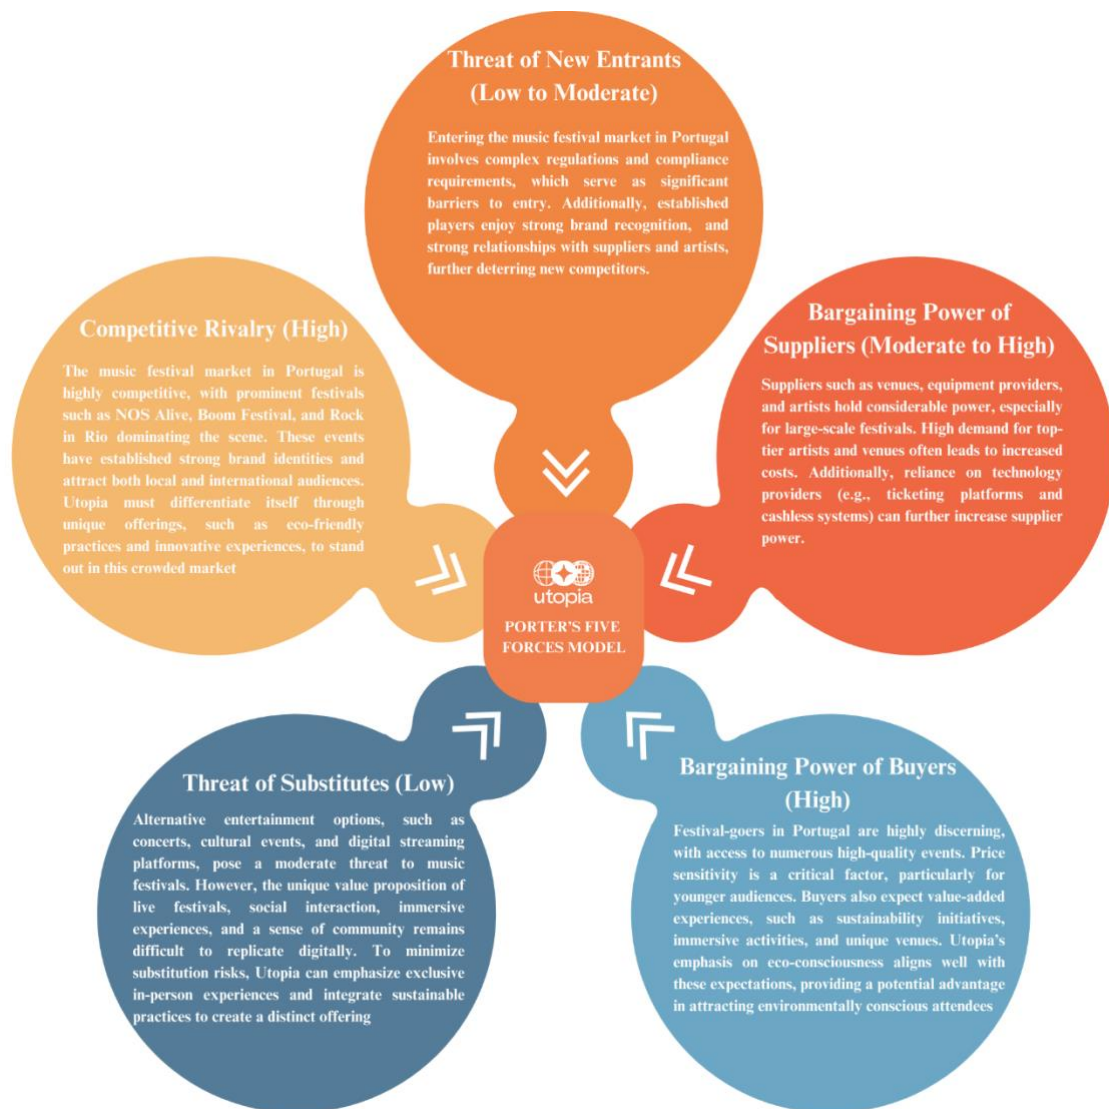 Threat of New Entrants
(Low to Moderate)
Entering the music festival market in Portugal
involves complex regulations and compliance
requirements, which serve as significant
barriers to entry. Additionally, established
players enjoy strong brand recognition, and
strong relationships with suppliers and artists,
further deterring new competitors.
Competitive Rivalry (High)
The music festival market in Portugal is
highly competitive, with prominent festivals
such as NOS Alive, Boom Festival, and Rock
in Rio dominating the scene. These events
have established strong brand identities and
attract both local and international audiences.
Utopia must differentiate itself through
unique offerings, such as eco-friendly
practices and innovative experiences, to stand
out in this crowded market
Bargaining Power of
Suppliers (Moderate to High)
Suppliers such as venues, equipment providers,
and artists hold considerable power, especially
for large-scale festivals. High demand for top-
tier artists and venues often leads to increased
costs. Additionally, reliance on technology
providers (e.g., ticketing platforms and
cashless systems) can further increase supplier
power.
utopia
PORTER'S FIVE
FORCES MODEL
Threat of Substitutes (Low)
Alternative entertainment options, such as
concerts, cultural events, and digital streaming
platforms, pose a moderate threat to music
festivals. However, the unique value proposition of
live festivals, social interaction, immersive
experiences, and a sense of community remains
difficult to replicate digitally. To minimize
substitution risks, Utopia can emphasize exclusive
in-person experiences and integrate sustainable
practices to create a distinct offering
Bargaining Power of Buyers
(High)
Festival-goers in Portugal are highly discerning,
with access to numerous high-quality events. Price
sensitivity is a critical factor, particularly for
younger audiences. Buyers also expect value-added
experiences, such as sustainability initiatives,
immersive activities, and unique venues. Utopia's
emphasis on eco-consciousness aligns well with
these expectations, providing a potential advantage
in attracting environmentally conscious attendees